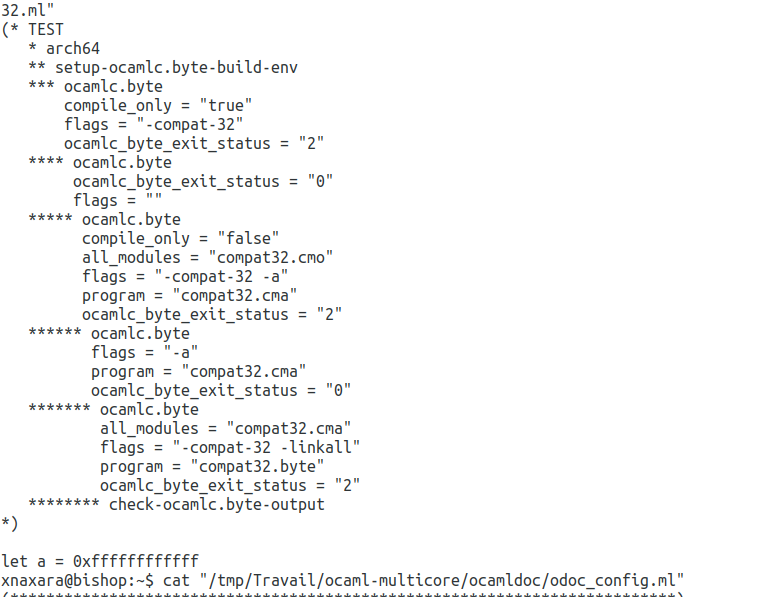 32.ml"
(* TEST
   * arch64
   ** setup-ocamlc.byte-build-env
   *** ocamlc.byte
       compile_only = "true"
       flags = "-compat-32"
       ocamlc_byte_exit_status = "2"
   **** ocamlc.byte
        ocamlc_byte_exit_status = "0"
        flags = ""
   ***** ocamlc.byte
         compile_only = "false"
         all_modules = "compat32.cmo"
         flags = "-compat-32 -a"
         program = "compat32.cma"
         ocamlc_byte_exit_status = "2"
   ****** ocamlc.byte
          flags = "-a"
          program = "compat32.cma"
          ocamlc_byte_exit_status = "0"
   ******* ocamlc.byte
           all_modules = "compat32.cma"
           flags = "-compat-32 -linkall"
           program = "compat32.byte"
           ocamlc_byte_exit_status = "2"
   ******** check-ocamlc.byte-output
*)

let a = 0xffffffffffff
xnaxara@bishop:~$ cat "/tmp/Travail/ocaml-multicore/ocamldoc/odoc_config.ml"
(**************************************************************************)